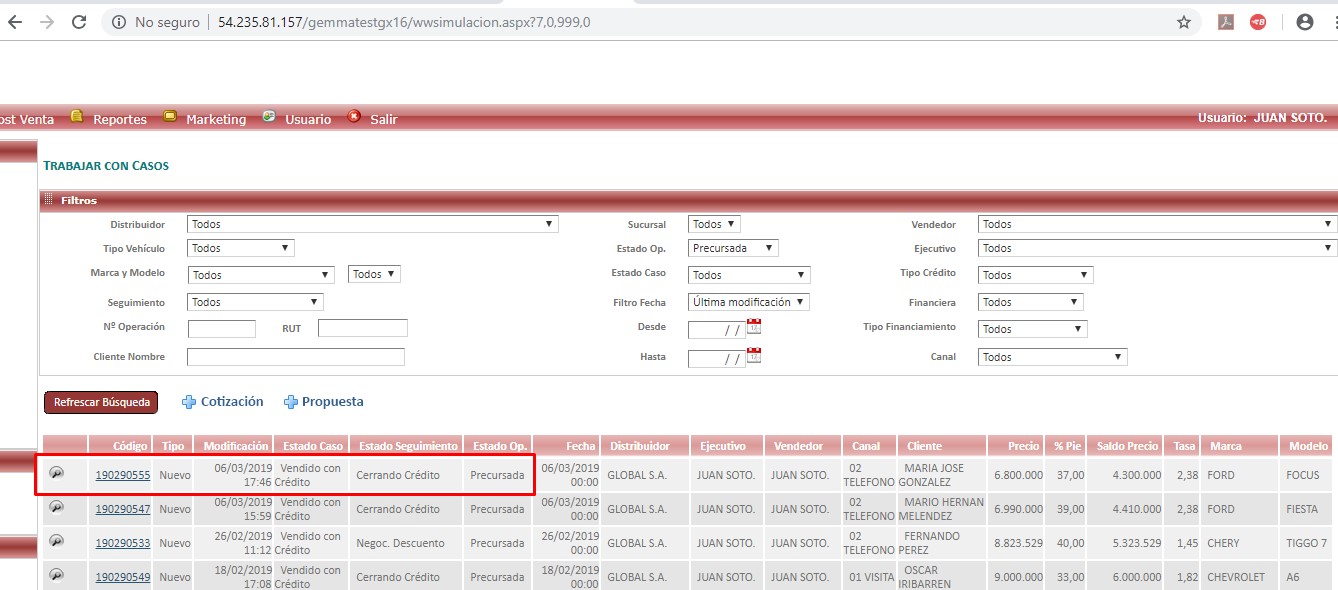 No seguro | 54.235.81.157/gemmatestgx16/wwsimulacion.aspx?7,0,999,0
ost Venta Reportes Marketing Usuario Salir Usuario: JUAN SOTO.
TRABAJAR CON CASOS
Filtros
Distribuidor Todos Sucursal Todos Vendedor Todos
Tipo Vehículo Todos Estado Op. Precursada Ejecutivo Todos
Marca y Modelo Todos Todos Estado Caso Todos Tipo Crédito Todos
Seguimiento Todos Filtro Fecha Última modificación Financiera Todos
Nº Operación RUT Desde / / Tipo Financiamiento Todos
Cliente Nombre Hasta / / Canal Todos
Refrescar Búsqueda Cotización Propuesta
Código Tipo Modificación Estado Caso Estado Seguimiento Estado Op. Fecha Distribuidor Ejecutivo Vendedor Canal Cliente Precio % Pie Saldo Precio Tasa Marca Modelo
190290555 Nuevo 06/03/2019 17:46 Vendido con Crédito Cerrando Crédito Precursada 06/03/2019 00:00 GLOBAL S.A. JUAN SOTO. JUAN SOTO. 02 TELEFONO MARIA JOSE GONZALEZ 6.800.000 37,00 4.300.000 2,38 FORD FOCUS
190290547 Nuevo 06/03/2019 15:59 Vendido con Crédito Cerrando Crédito Precursada 06/03/2019 00:00 GLOBAL S.A. JUAN SOTO. JUAN SOTO. 02 TELEFONO MARIO HERNAN MELENDEZ 6.990.000 39,00 4.410.000 2,38 FORD FIESTA
190290533 Nuevo 26/02/2019 11:12 Vendido con Crédito Negoc. Descuento Precursada 26/02/2019 00:00 GLOBAL S.A. JUAN SOTO. JUAN SOTO. 02 TELEFONO FERNANDO PEREZ 8.823.529 40,00 5.323.529 1,45 CHERY TIGGO 7
190290549 Nuevo 18/02/2019 17:08 Vendido con Crédito Cerrando Crédito Precursada 18/02/2019 00:00 GLOBAL S.A. JUAN SOTO. JUAN SOTO. 01 VISITA OSCAR IRIBARREN 9.000.000 33,00 6.000.000 1,82 CHEVROLET A6